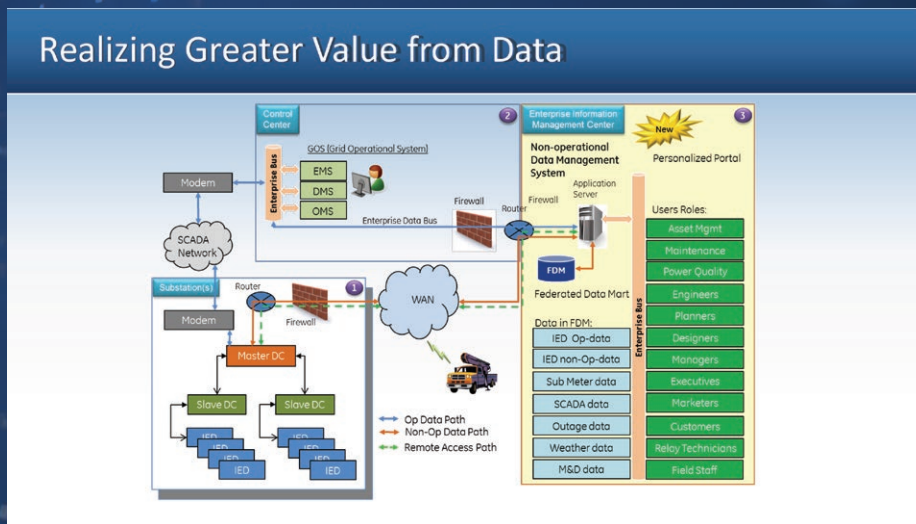 Realizing Greater Value from Data
Control
Center
2
GOS (Grid Operational System)
Enterprise Bus
EMS
DMS
OMS
Enterprise Data Bus
Firewall
Router
Modem
SCADA
Network
Substation(s)
1
Router
Firewall
Modem
Master DC
Slave DC
Slave DC
IED
IED
IED
IED
IED
IED
IED
IED
WAN
Op Data Path
Non-Op Data Path
Remote Access Path
Enterprise Information
Management Center
3
New
Non-operational
Data Management
System
Personalized Portal
Application
Server
Firewall
FDM
Federated Data Mart
Enterprise Bus
Data in FDM:
IED Op-data
IED non-Op-data
Sub Meter data
SCADA data
Outage data
Weather data
M&D data
Users Roles:
Asset Mgmt
Maintenance
Power Quality
Engineers
Planners
Designers
Managers
Executives
Marketers
Customers
Relay Technicians
Field Staff